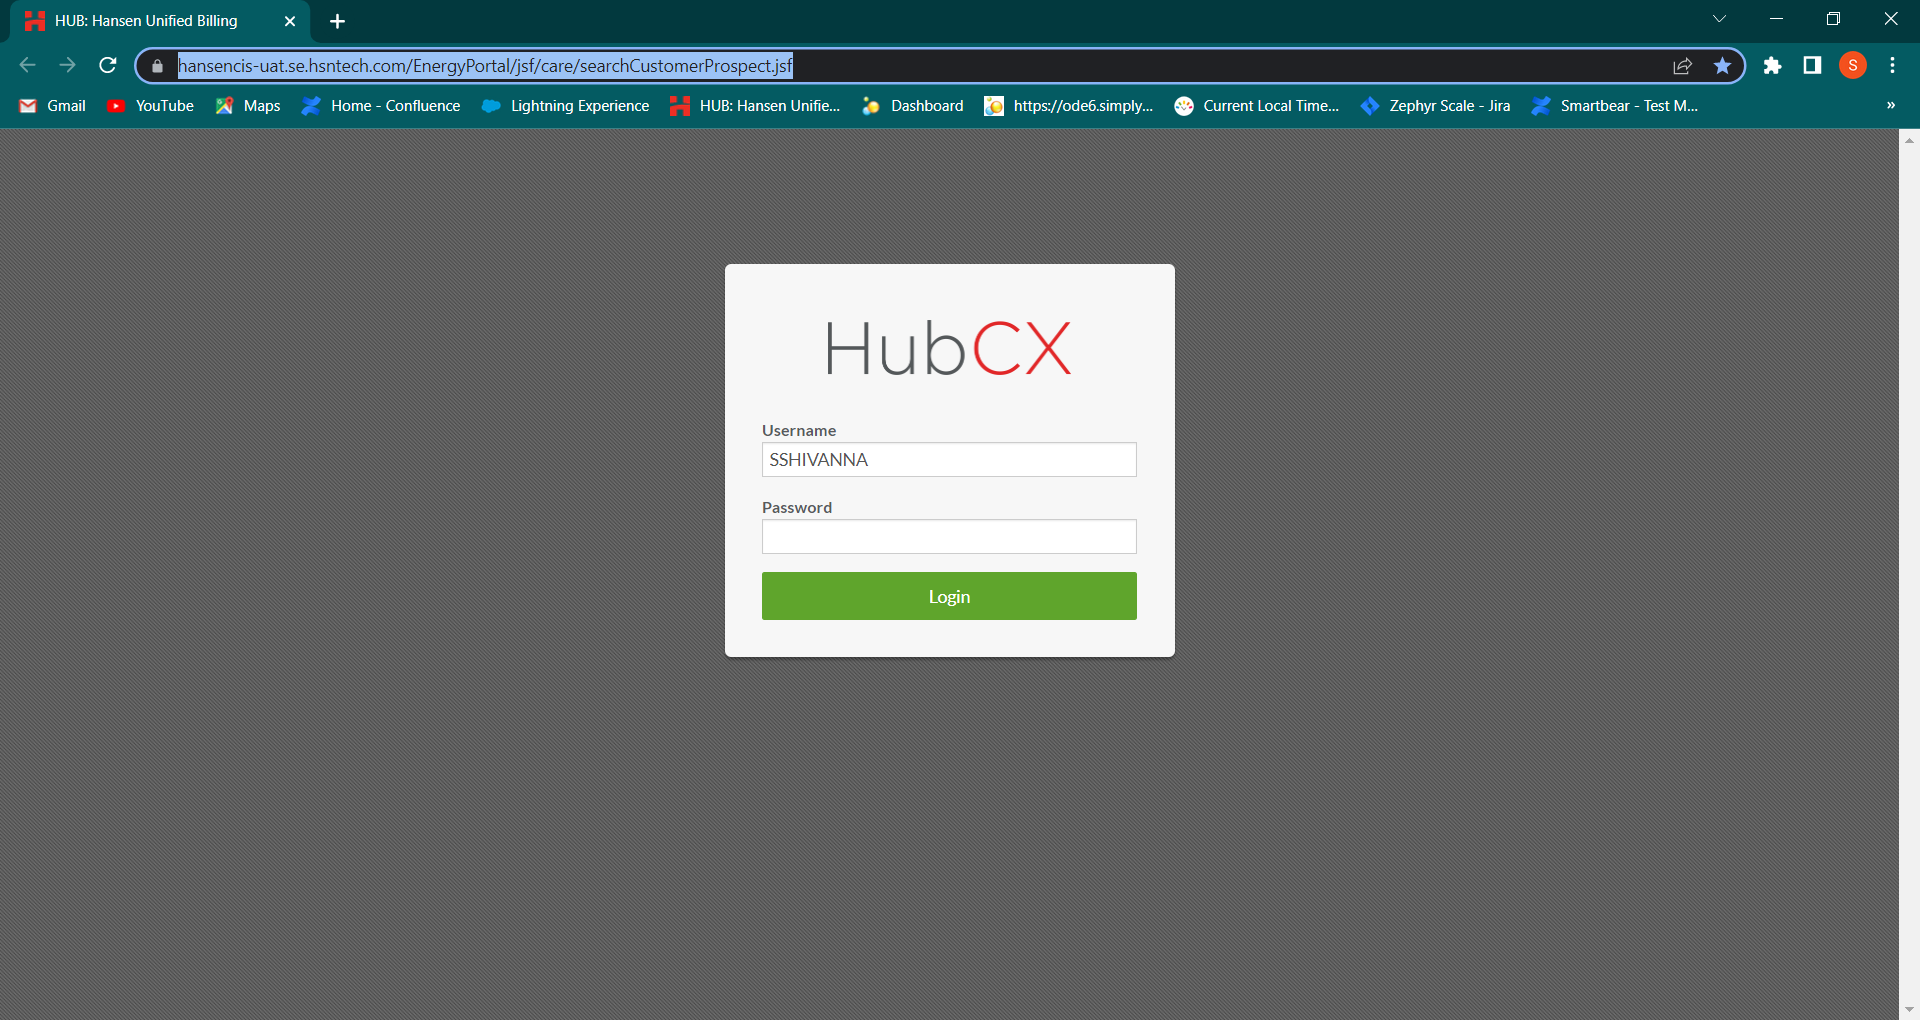 HUB: Hansen Unified Billing
hansencis-uat.se.hsntech.com/EnergyPortal/jsf/care/searchCustomerProspect.jsf
S
Gmail YouTube Maps Home - Confluence Lightning Experience HUB: Hansen Unifie... Dashboard https://ode6.simply... Current Local Time... Zephyr Scale - Jira Smartbear - Test M... »
HubCX
Username
SSHIVANNA
Password
Login